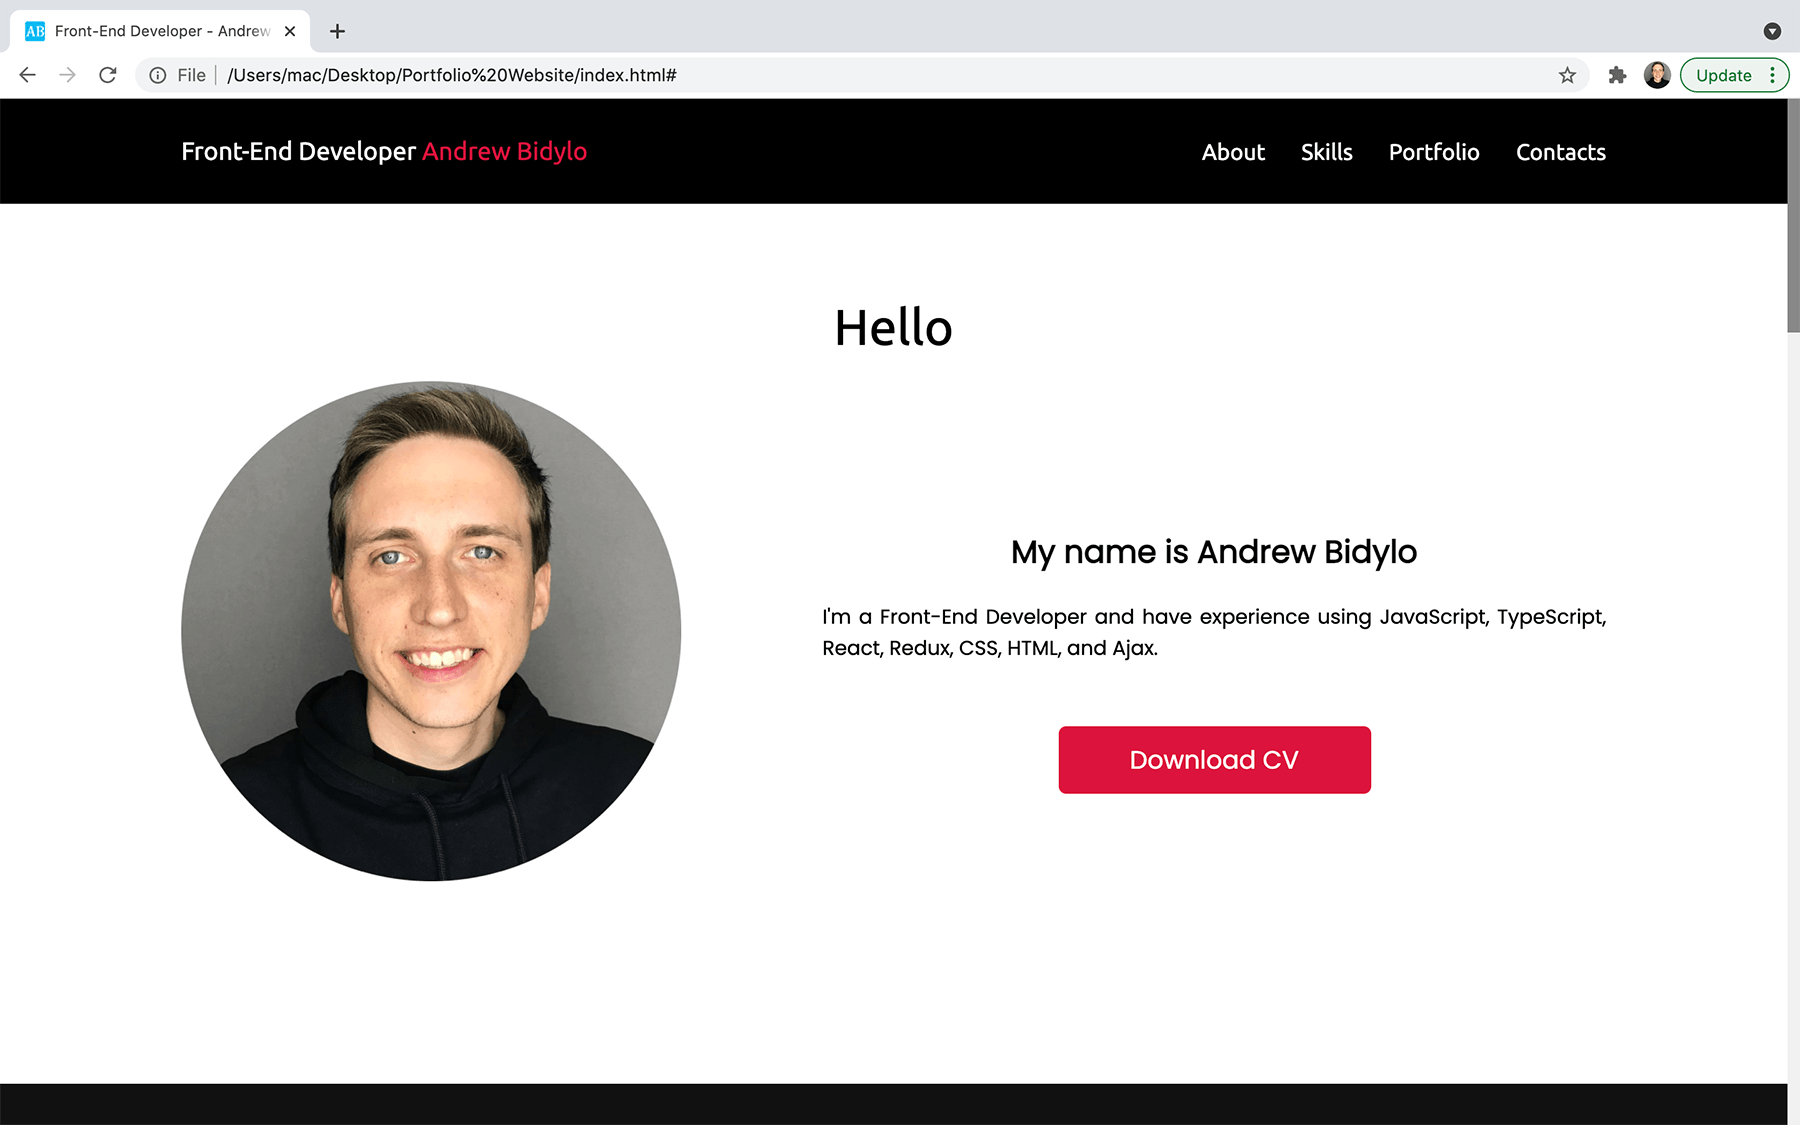 AB Front-End Developer - Andrew
File /Users/mac/Desktop/Portfolio%20Website/index.html#
Update
Front-End Developer Andrew Bidylo
About Skills Portfolio Contacts
Hello
My name is Andrew Bidylo
I'm a Front-End Developer and have experience using JavaScript, TypeScript,
React, Redux, CSS, HTML, and Ajax.
Download CV